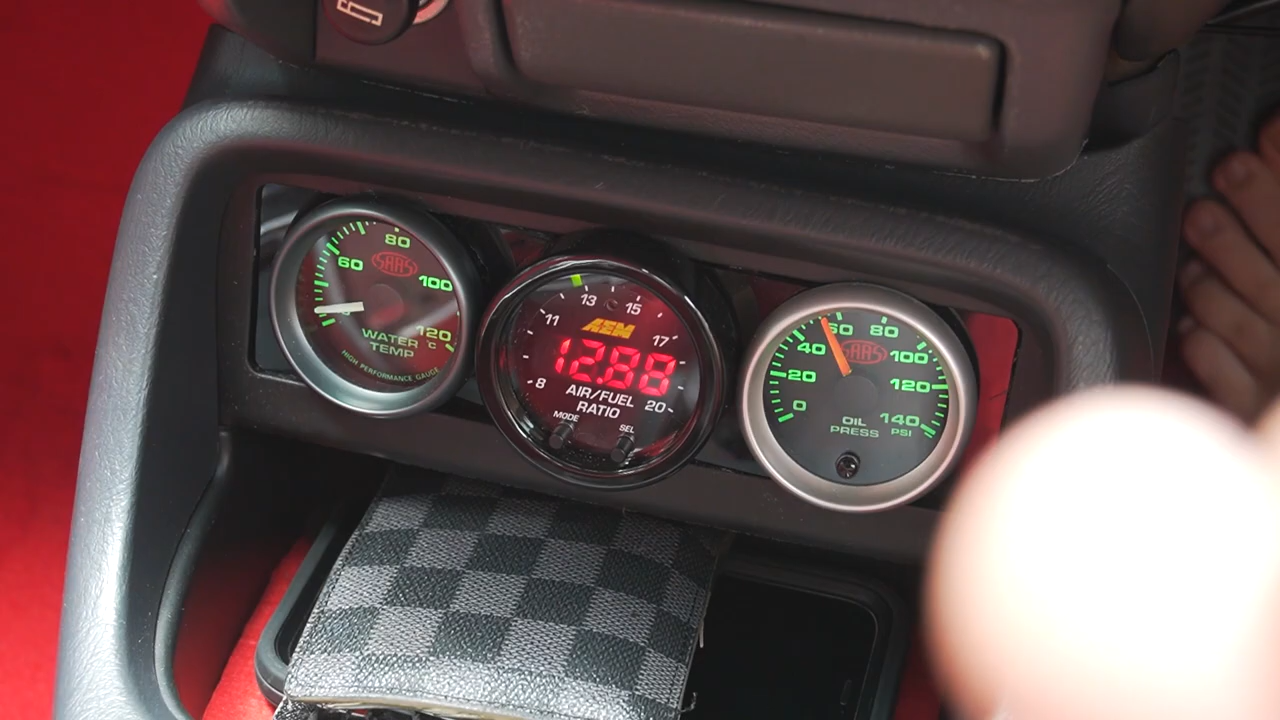 80
60
100
SAAS
120
°C
WATER
TEMP
HIGH PERFORMANCE GAUGE
13
15
11
17
AEM
12.88
8
20
AIR/FUEL
RATIO
MODE
SEL
60
80
40
SAAS
100
20
120
0
140
OIL
PRESS
PSI